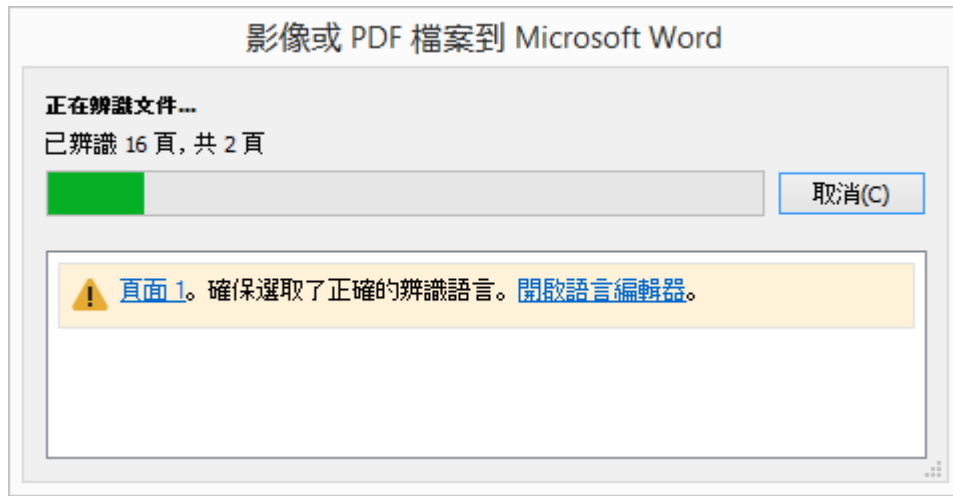 影像或 PDF 檔案到 Microsoft Word
正在辨識文件...
已辨識 16 頁, 共 2 頁
取消(C)
頁面 1。確保選取了正確的辨識語言。開啟語言編輯器。